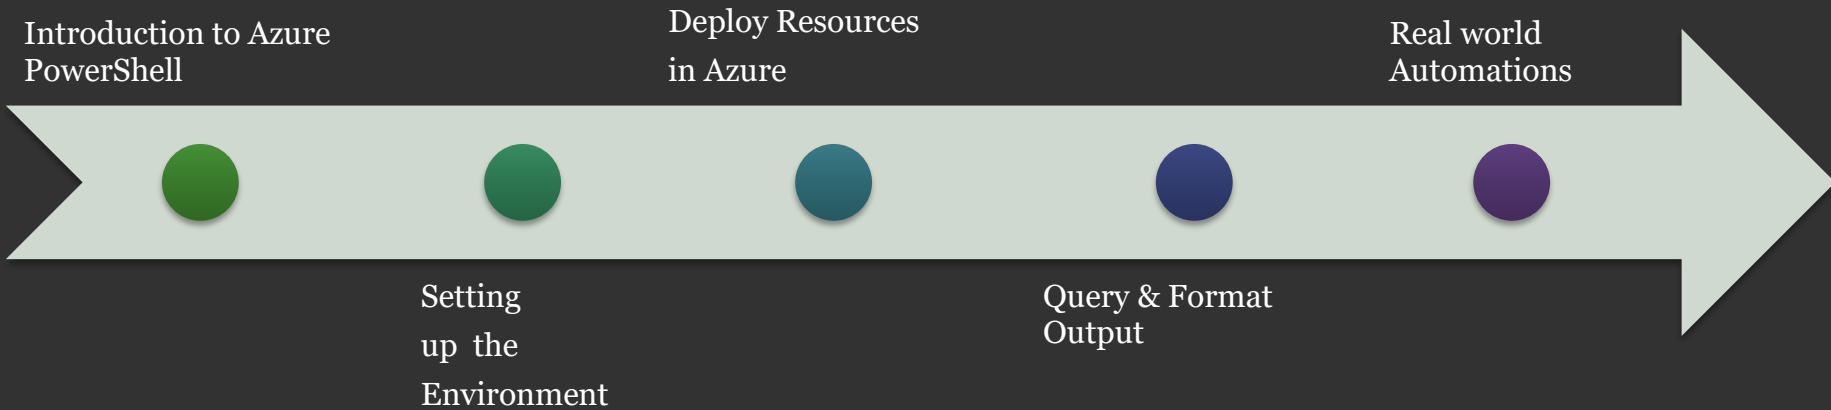 Introduction to Azure
PowerShell
Setting
up the
Environment
Deploy Resources
in Azure
Query & Format
Output
Real world
Automations